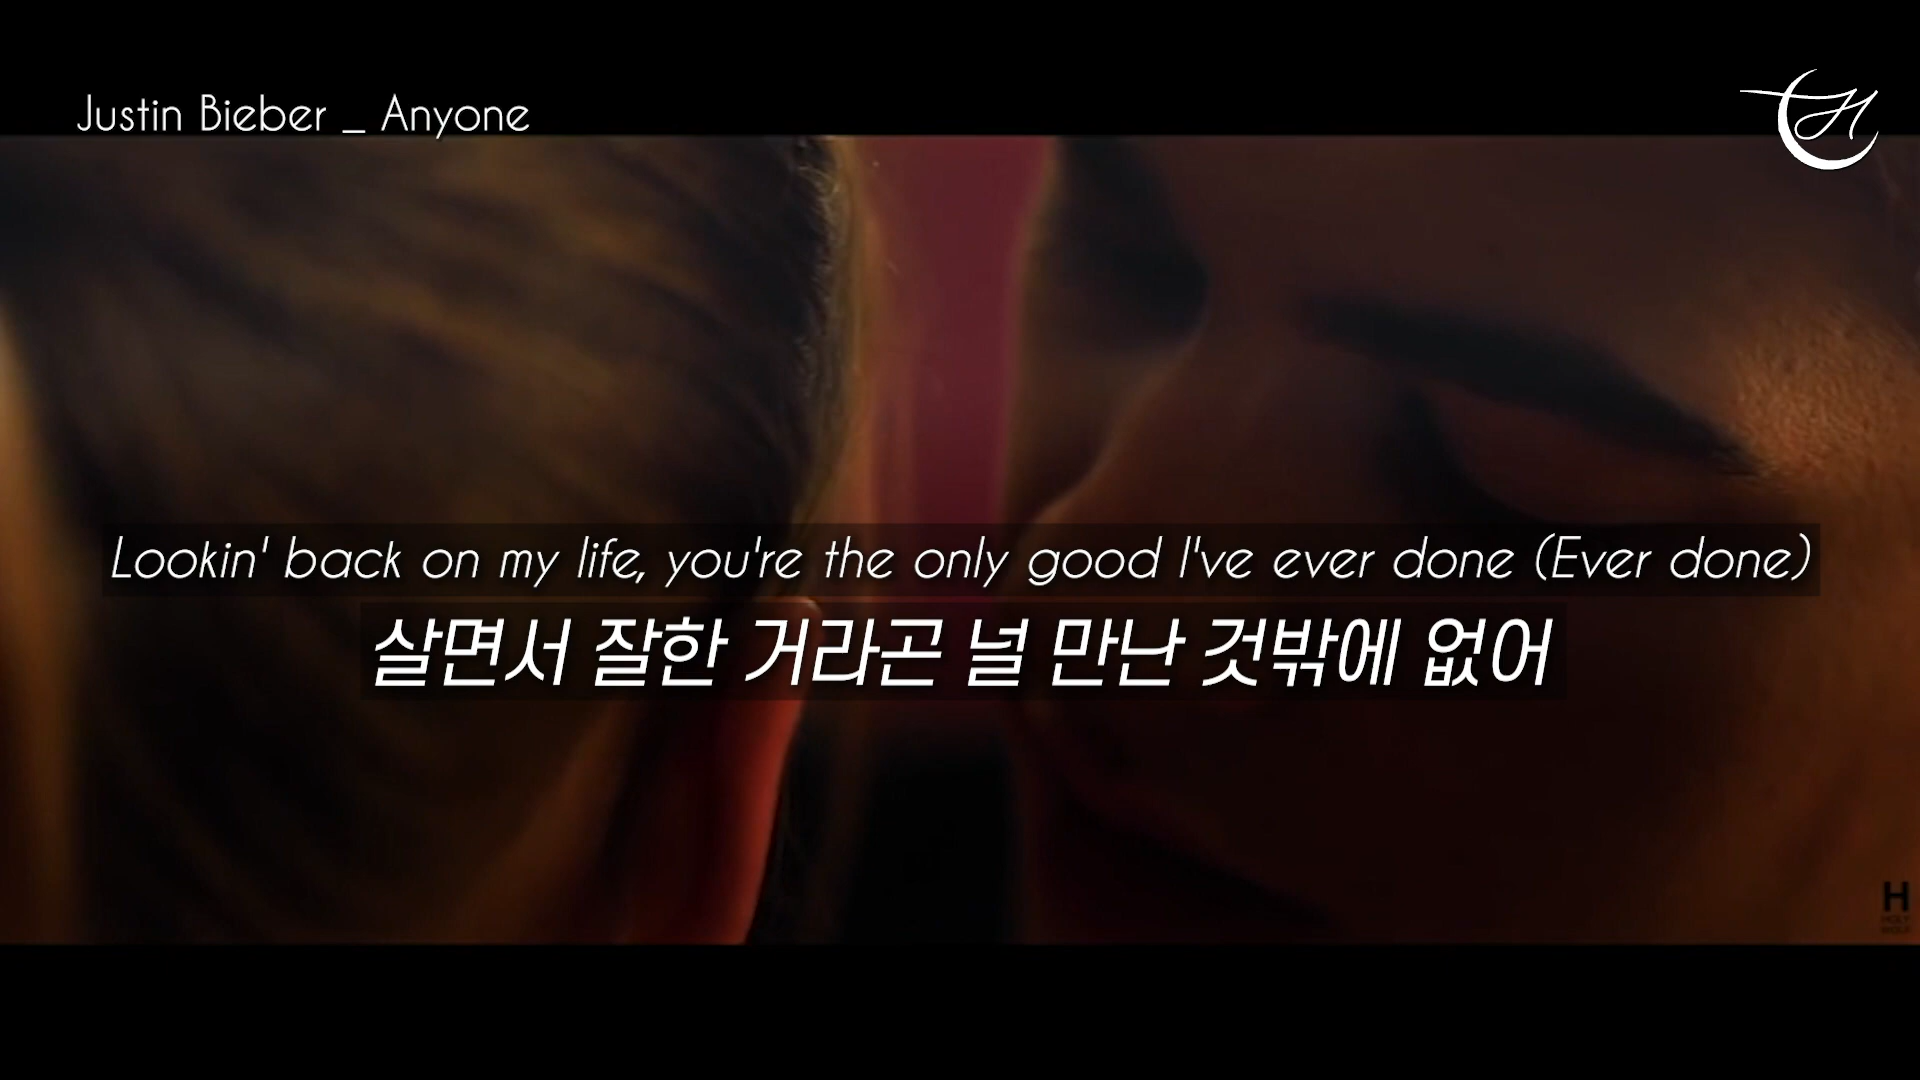 Justin Bieber _ Anyone
Lookin' back on my life, you're the only good I've ever done (Ever done)
살면서 잘한 거라곤 널 만난 것밖에 없어
H